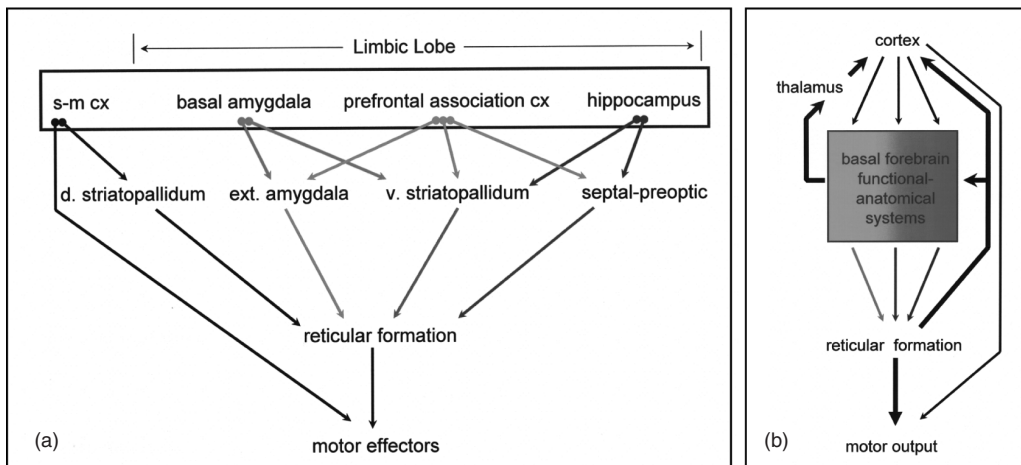 Limbic Lobe
s-m cx basal amygdala prefrontal association cx hippocampus
d. striatopallidum ext. amygdala v. striatopallidum septal-preoptic
reticular formation
motor effectors
(a)
cortex
thalamus
basal forebrain
functional-
anatomical
systems
reticular formation
motor output
(b)